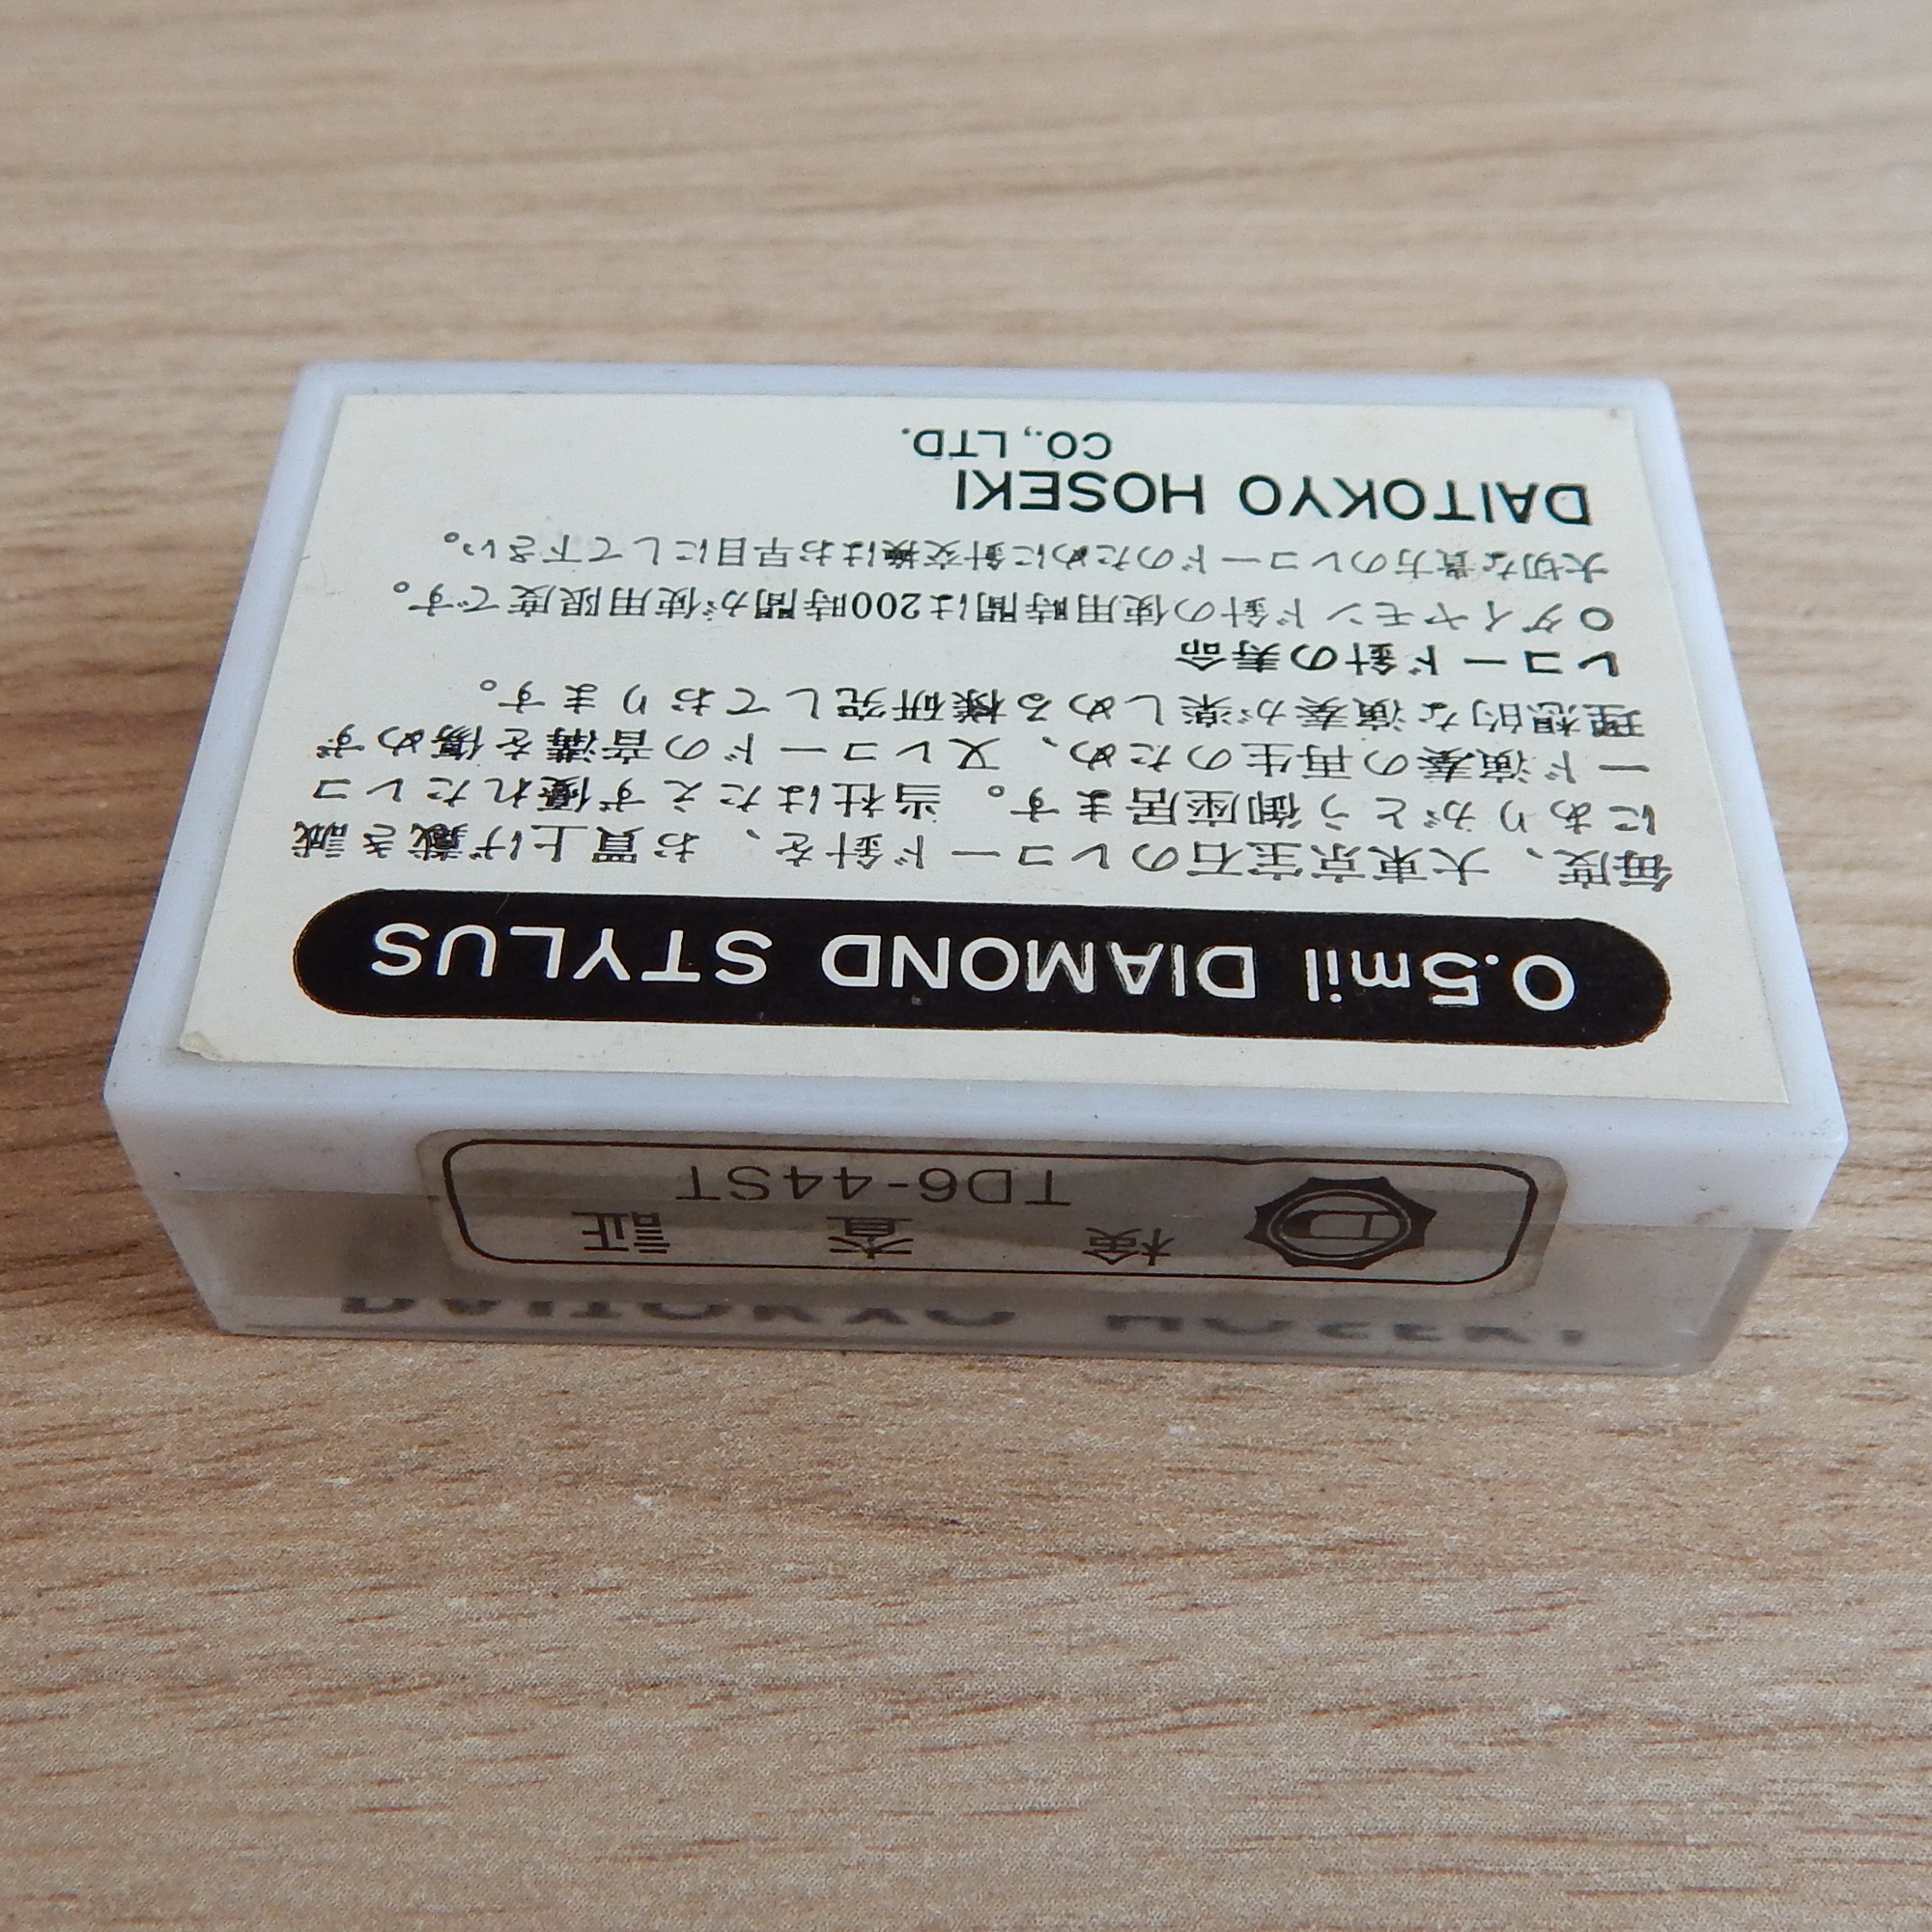 0.5mil DIAMOND STYLUS
毎度、大東京宝石のレコード針を、お買上げ戴き誠
にありがとう御座居ます。当社はたえず優れたレコ
ード演奏の再生のため、又レコードの音溝を傷めず
理想的な演奏が楽しめる様研究しております。
レコード針の寿命
○ダイヤモンド針の使用時間は200時間が使用限度です。
大切な貴方のレコードのために針交換はお早目にして下さい。
DAITOKYO HOSEKI
CO., LTD.
検 査 証
TD6-44ST
DAITOKYO HOSEKI